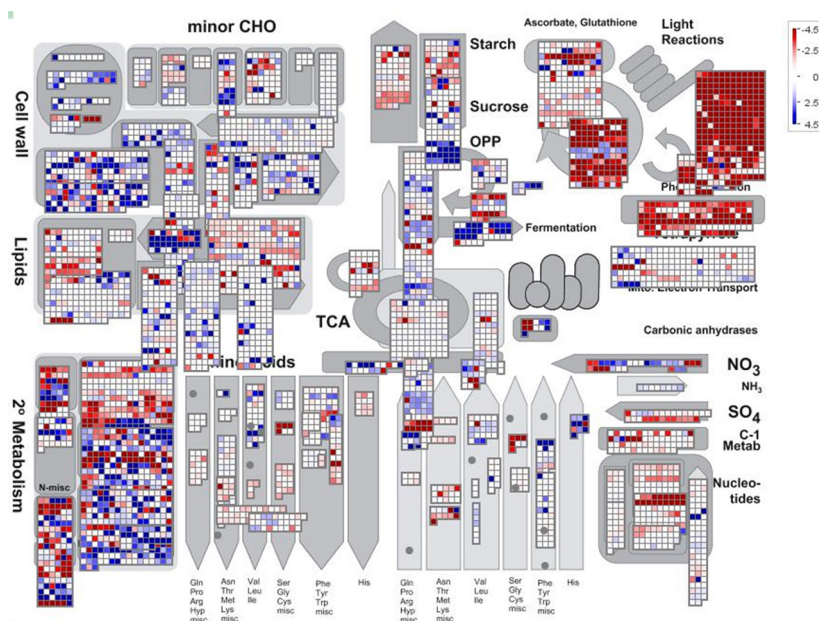 minor CHO
Ascorbate, Glutathione
Light
Reactions
-4.5
-2.5
0
2.5
4.5
Starch
Sucrose
OPP
Cell wall
Fermentation
Lipids
TCA
Carbonic anhydrases
NO3
NH3
SO4
C-1
Metab
2º Metabolism
N-misc
Nucleo-
tides
Gln
Pro
Arg
Hyp
misc
Asn
Thr
Met
Lys
misc
Val
Leu
Ile
Ser
Gly
Cys
misc
Phe
Tyr
Trp
misc
His
Gln
Pro
Arg
Hyp
misc
Asn
Thr
Met
Lys
misc
Val
Leu
Ile
Ser
Gly
Cys
misc
Phe
Tyr
Trp
misc
His